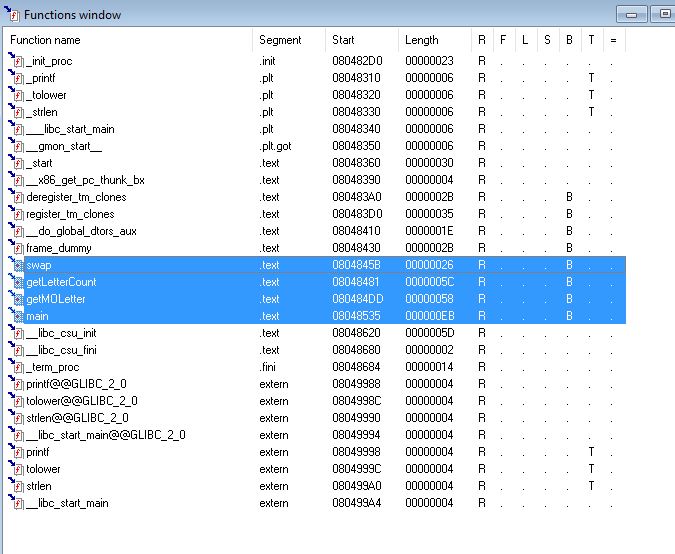 Functions window
Function name Segment Start Length R F L S B T =
_init_proc .init 080482D0 00000023 R . . . . . .
_printf .plt 08048310 00000006 R . . . . T .
_tolower .plt 08048320 00000006 R . . . . T .
_strlen .plt 08048330 00000006 R . . . . T .
___libc_start_main .plt 08048340 00000006 R . . . . . .
__gmon_start__ .plt.got 08048350 00000006 R . . . . . .
_start .text 08048360 00000030 R . . . . . .
__x86_get_pc_thunk_bx .text 08048390 00000004 R . . . . . .
deregister_tm_clones .text 080483A0 0000002B R . . . B . .
register_tm_clones .text 080483D0 00000035 R . . . B . .
__do_global_dtors_aux .text 08048410 0000001E R . . . B . .
frame_dummy .text 08048430 0000002B R . . . B . .
swap .text 0804845B 00000026 R . . . B . .
getLetterCount .text 08048481 0000005C R . . . B . .
getMOLetter .text 080484DD 00000058 R . . . B . .
main .text 08048535 000000EB R . . . B . .
__libc_csu_init .text 08048620 0000005D R . . . . . .
__libc_csu_fini .text 08048680 00000002 R . . . . . .
_term_proc .fini 08048684 00000014 R . . . . . .
printf@@GLIBC_2_0 extern 08049988 00000004 R . . . . . .
tolower@@GLIBC_2_0 extern 0804998C 00000004 R . . . . . .
strlen@@GLIBC_2_0 extern 08049990 00000004 R . . . . . .
__libc_start_main@@GLIBC_2_0 extern 08049994 00000004 R . . . . . .
printf extern 08049998 00000004 R . . . . T .
tolower extern 0804999C 00000004 R . . . . T .
strlen extern 080499A0 00000004 R . . . . T .
__libc_start_main extern 080499A4 00000004 R . . . . . .